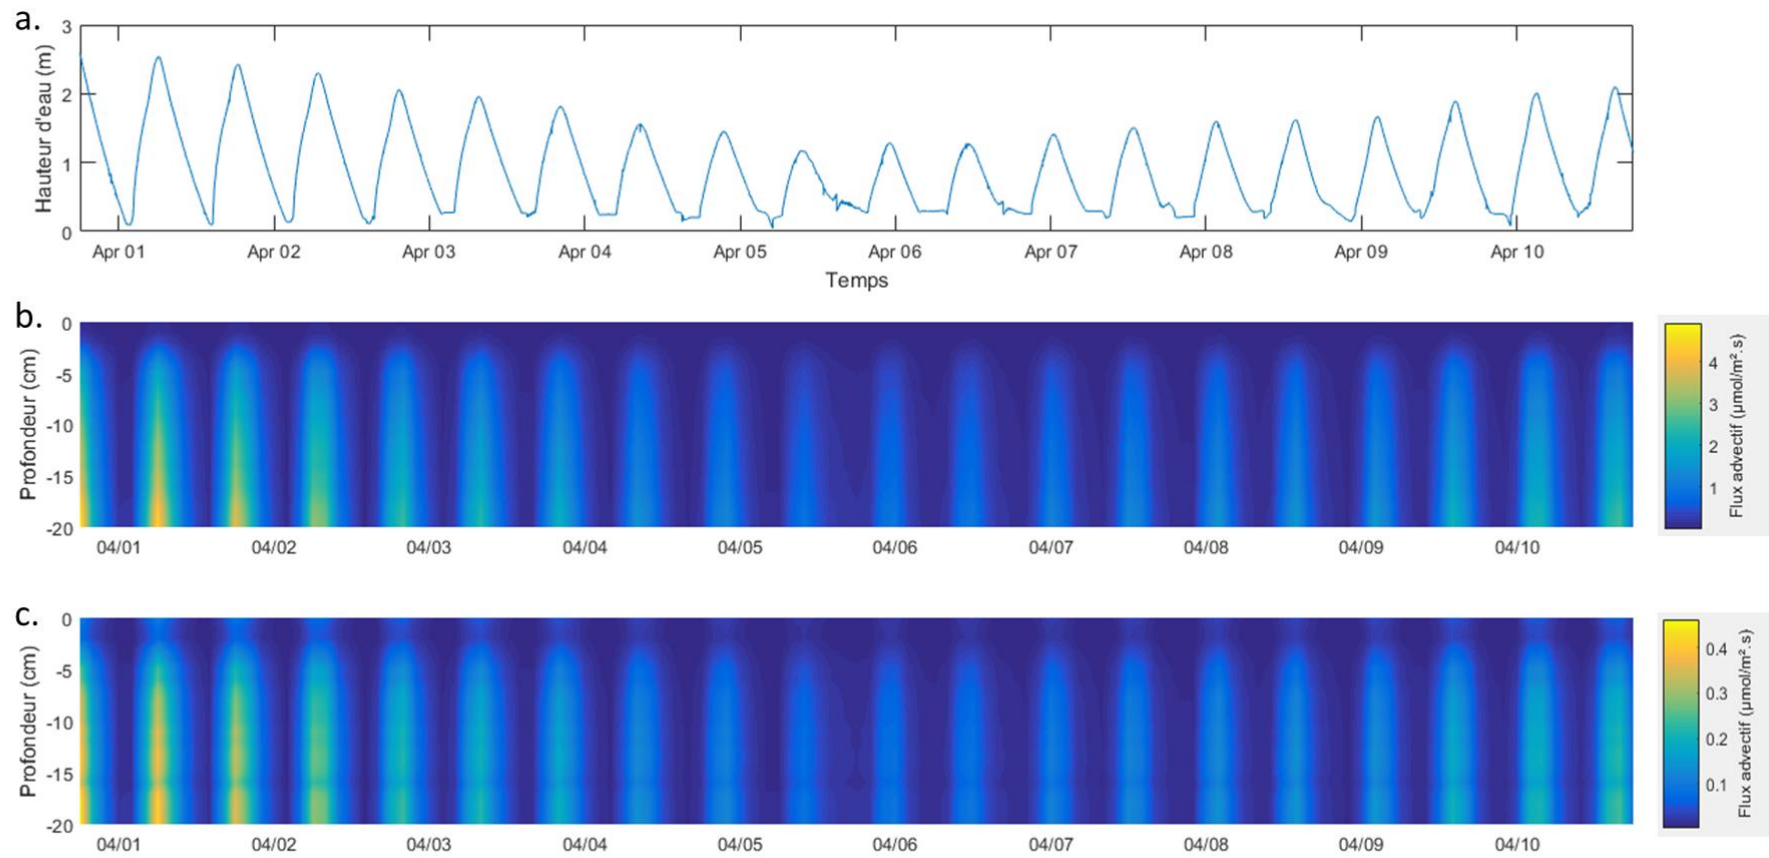 a.
Hauteur d'eau (m)
3
2
1
0
Apr 01 Apr 02 Apr 03 Apr 04 Apr 05 Apr 06 Apr 07 Apr 08 Apr 09 Apr 10
Temps
b.
Profondeur (cm)
0
-5
-10
-15
-20
04/01 04/02 04/03 04/04 04/05 04/06 04/07 04/08 04/09 04/10
4
3
2
1
Flux advectif (µmol/m².s)
c.
Profondeur (cm)
0
-5
-10
-15
-20
04/01 04/02 04/03 04/04 04/05 04/06 04/07 04/08 04/09 04/10
0.4
0.3
0.2
0.1
Flux advectif (µmol/m².s)